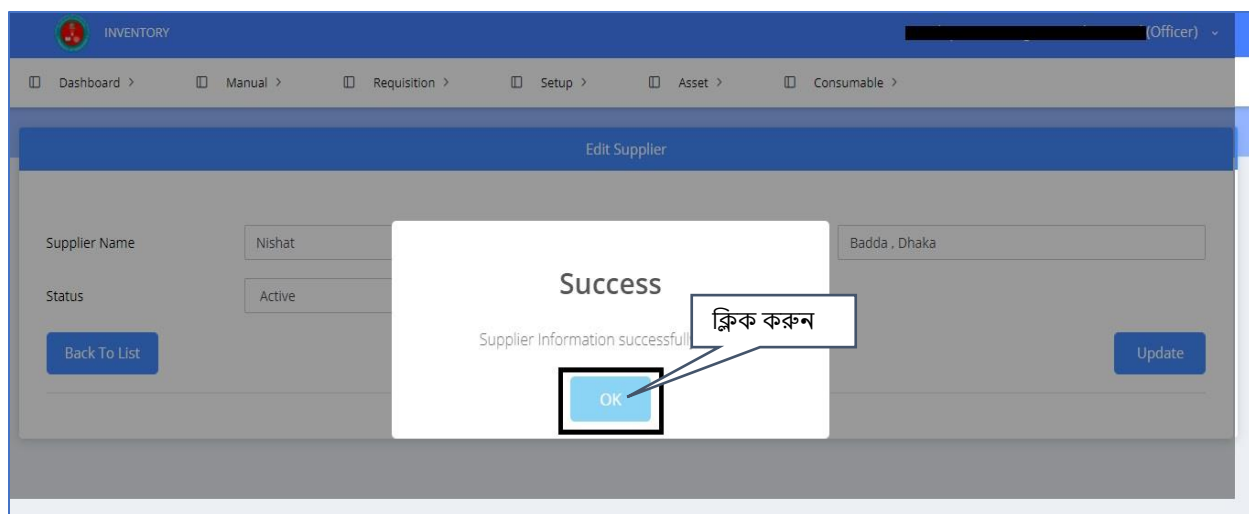 INVENTORY (Officer)
Dashboard > Manual > Requisition > Setup > Asset > Consumable >
Edit Supplier
Supplier Name Nishat Badda , Dhaka
Success
Status Active
ক্লিক করুন
Supplier Information successfull
Back To List Update
OK